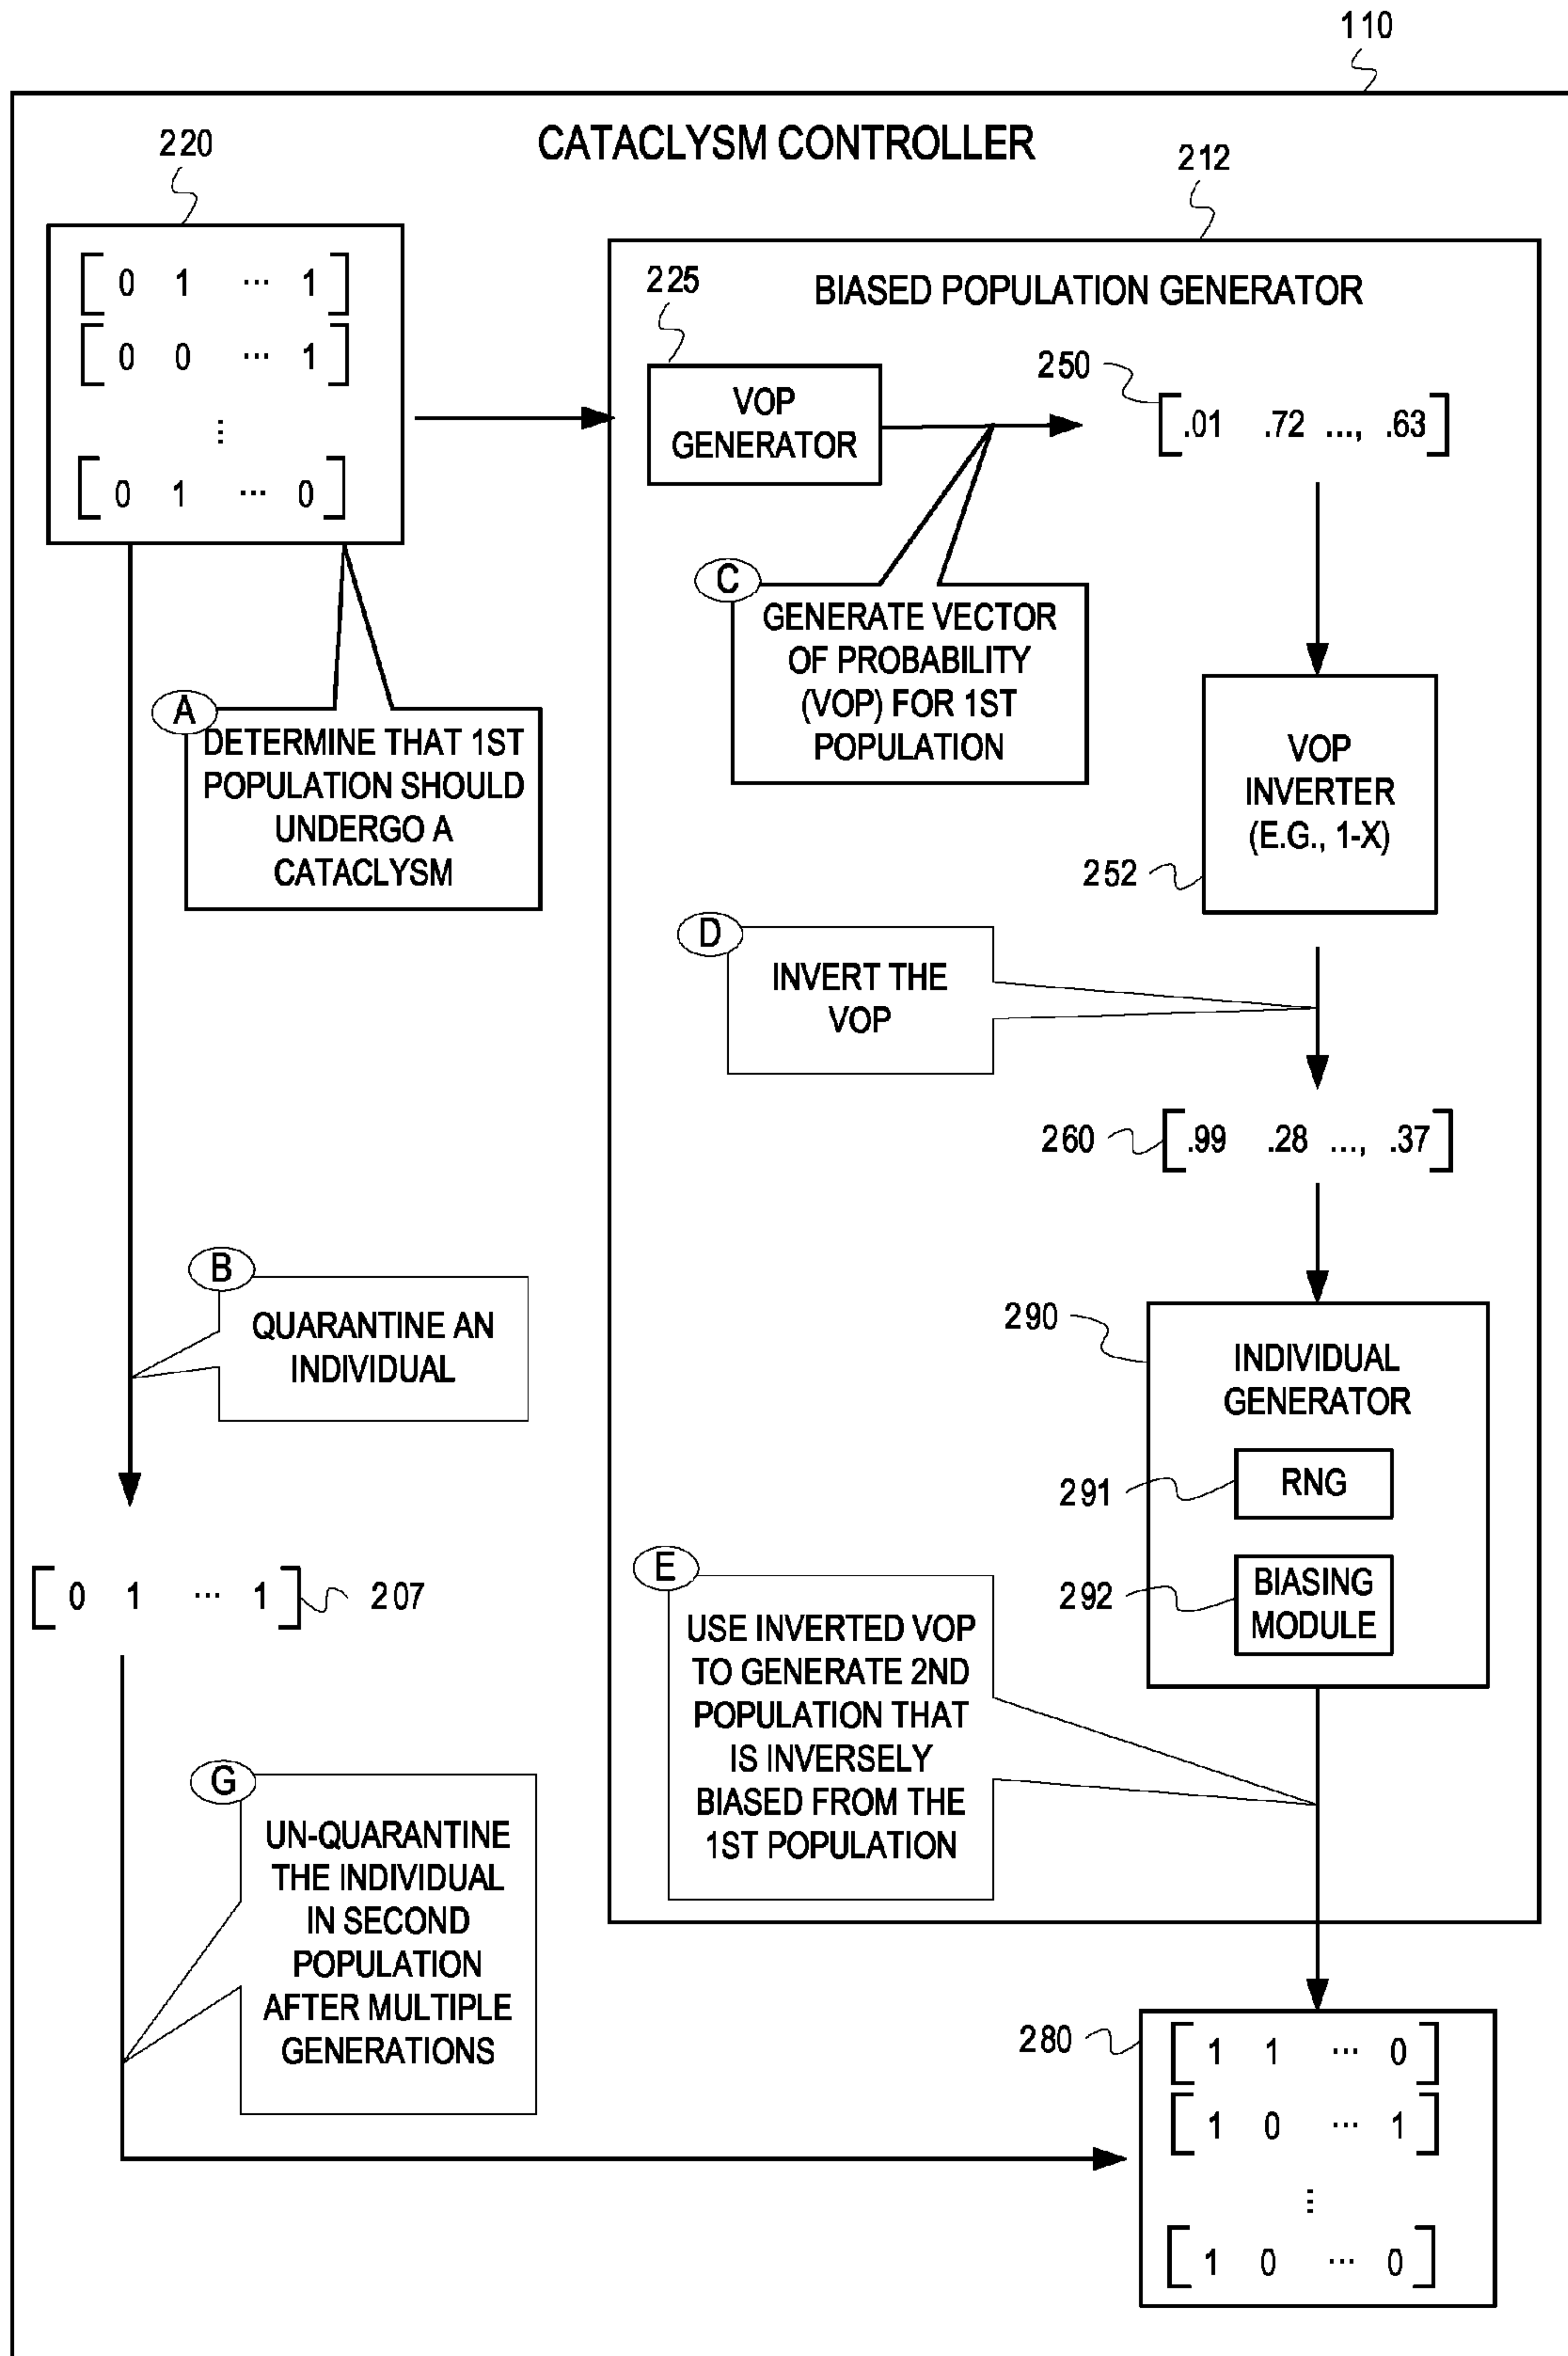 110
CATACLYSM CONTROLLER
220
[ 0 1 ... 1 ]
[ 0 0 ... 1 ]
...
[ 0 1 ... 0 ]
A
DETERMINE THAT 1ST
POPULATION SHOULD
UNDERGO A
CATACLYSM
212
BIASED POPULATION GENERATOR
225
VOP
GENERATOR
250
[.01 .72 ..., .63]
C
GENERATE VECTOR
OF PROBABILITY
(VOP) FOR 1ST
POPULATION
VOP
INVERTER
(E.G., 1-X)
252
D
INVERT THE
VOP
260
[.99 .28 ..., .37]
B
QUARANTINE AN
INDIVIDUAL
290
INDIVIDUAL
GENERATOR
291
RNG
292
BIASING
MODULE
[ 0 1 ... 1 ]
207
E
USE INVERTED VOP
TO GENERATE 2ND
POPULATION THAT
IS INVERSELY
BIASED FROM THE
1ST POPULATION
G
UN-QUARANTINE
THE INDIVIDUAL
IN SECOND
POPULATION
AFTER MULTIPLE
GENERATIONS
280
[ 1 1 ... 0 ]
[ 1 0 ... 1 ]
...
[ 1 0 ... 0 ]